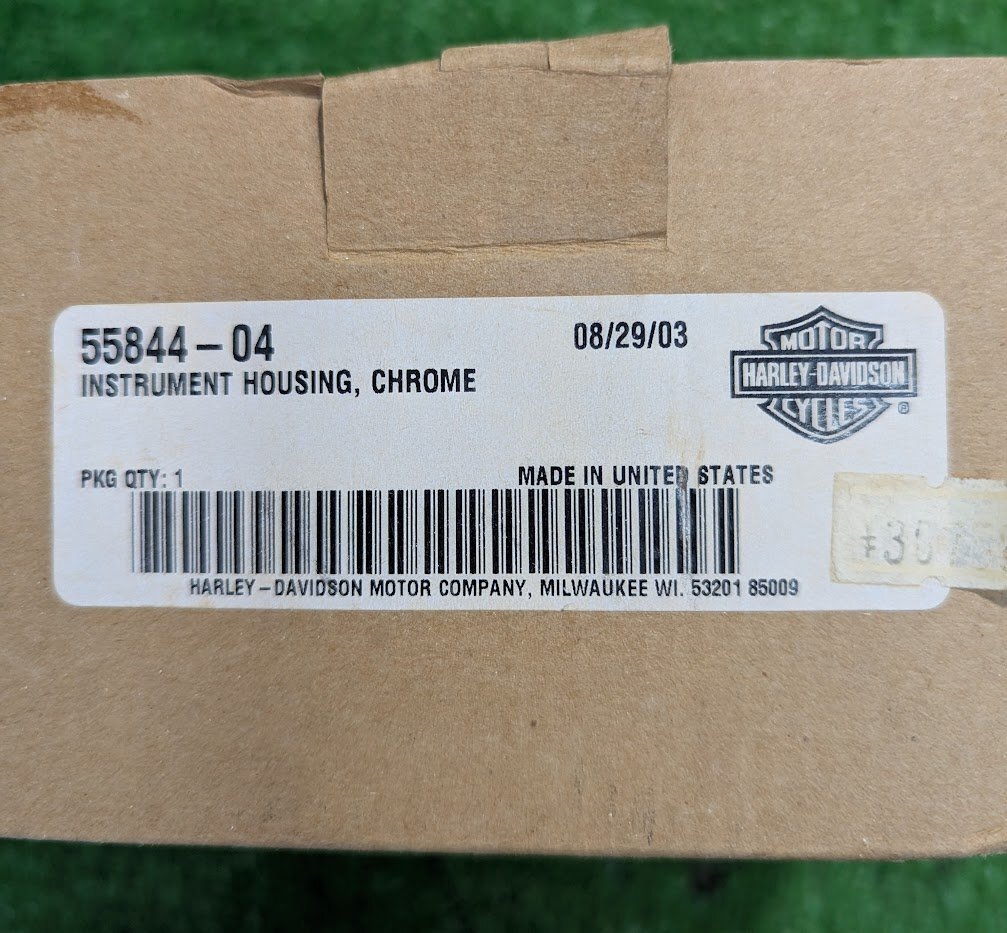 55844-04
08/29/03
INSTRUMENT HOUSING, CHROME
MOTOR
HARLEY-DAVIDSON
CYCLES
®
PKG QTY: 1
MADE IN UNITED STATES
HARLEY-DAVIDSON MOTOR COMPANY, MILWAUKEE WI. 53201 85009